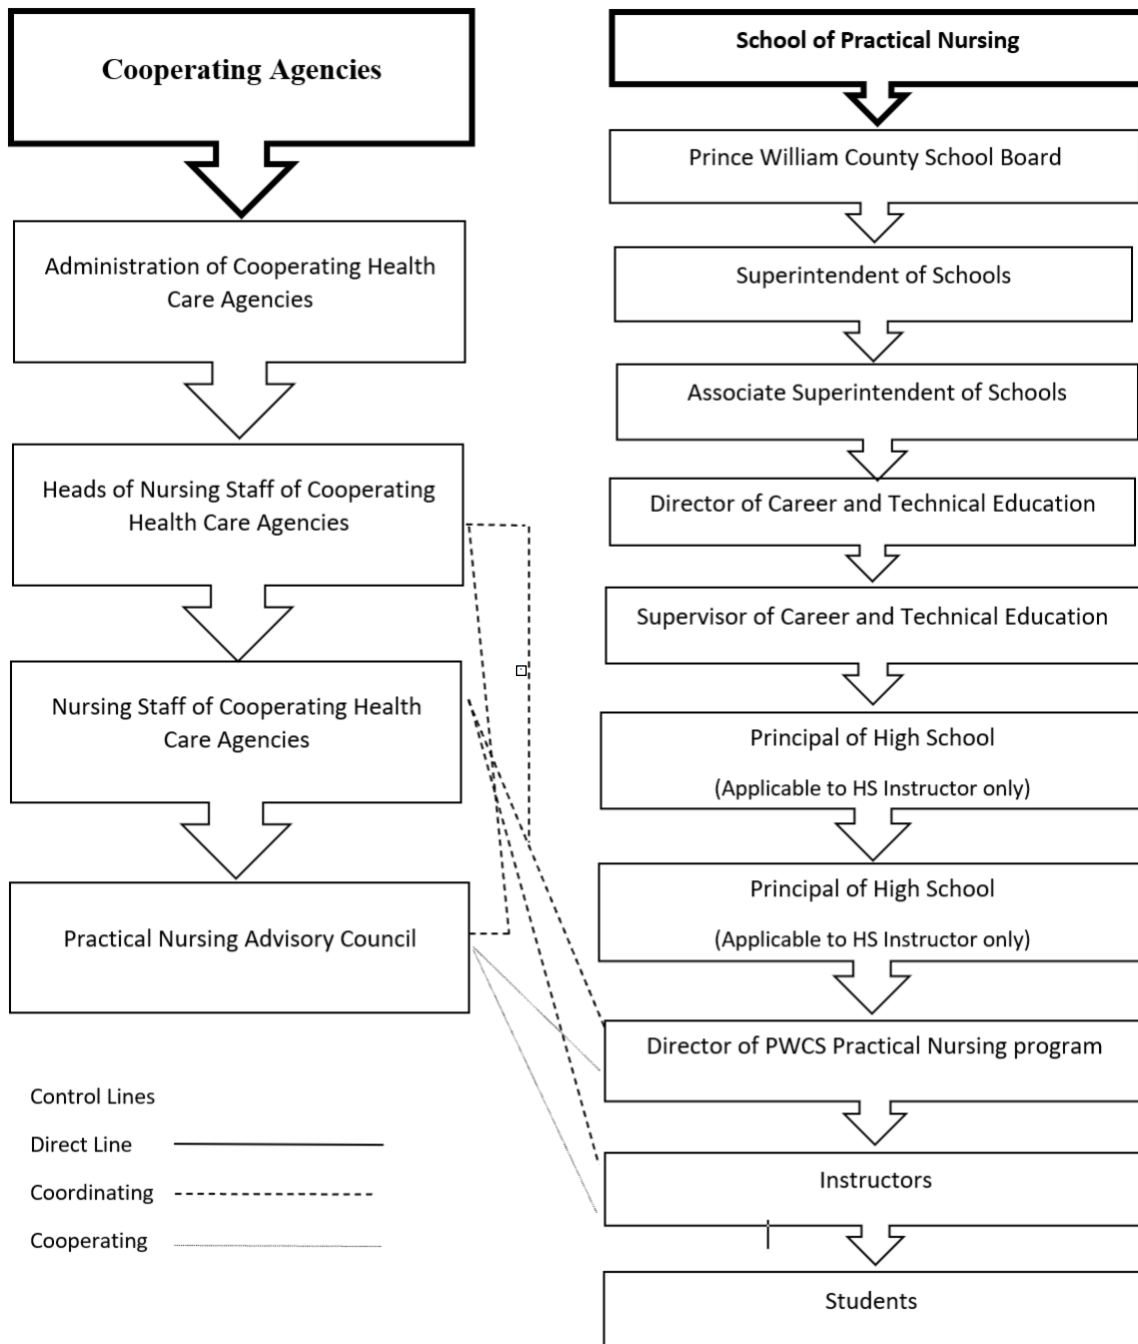 Cooperating Agencies
Administration of Cooperating Health
Care Agencies
Heads of Nursing Staff of Cooperating
Health Care Agencies
Nursing Staff of Cooperating Health
Care Agencies
Practical Nursing Advisory Council
Control Lines
Direct Line
Coordinating
Cooperating
School of Practical Nursing
Prince William County School Board
Superintendent of Schools
Associate Superintendent of Schools
Director of Career and Technical Education
Supervisor of Career and Technical Education
Principal of High School
(Applicable to HS Instructor only)
Principal of High School
(Applicable to HS Instructor only)
Director of PWCS Practical Nursing program
Instructors
Students